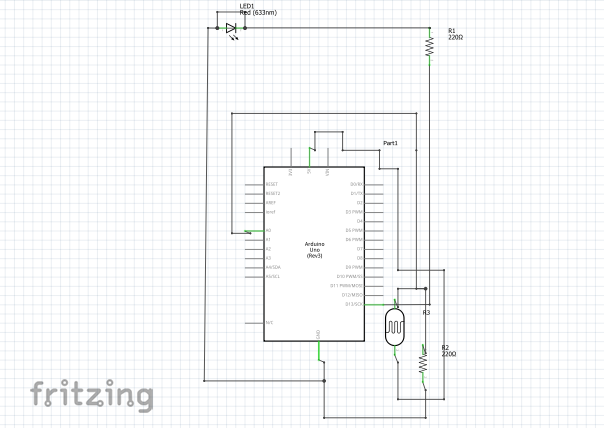 LED1
Red (633nm)
R1
220Ω
Part1
3V3
5V
VIN
RESET
RESET2
AREF
ioref
A0
A1
A2
A3
A4/SDA
A5/SCL
N/C
D0/RX
D1/TX
D2
D3 PWM
D4
D5 PWM
D6 PWM
D7
D8
D9 PWM
D10 PWM/SS
D11 PWM/MOSI
D12/MISO
D13/SCK
Arduino
Uno
(Rev3)
GND
R3
R2
220Ω
fritzing